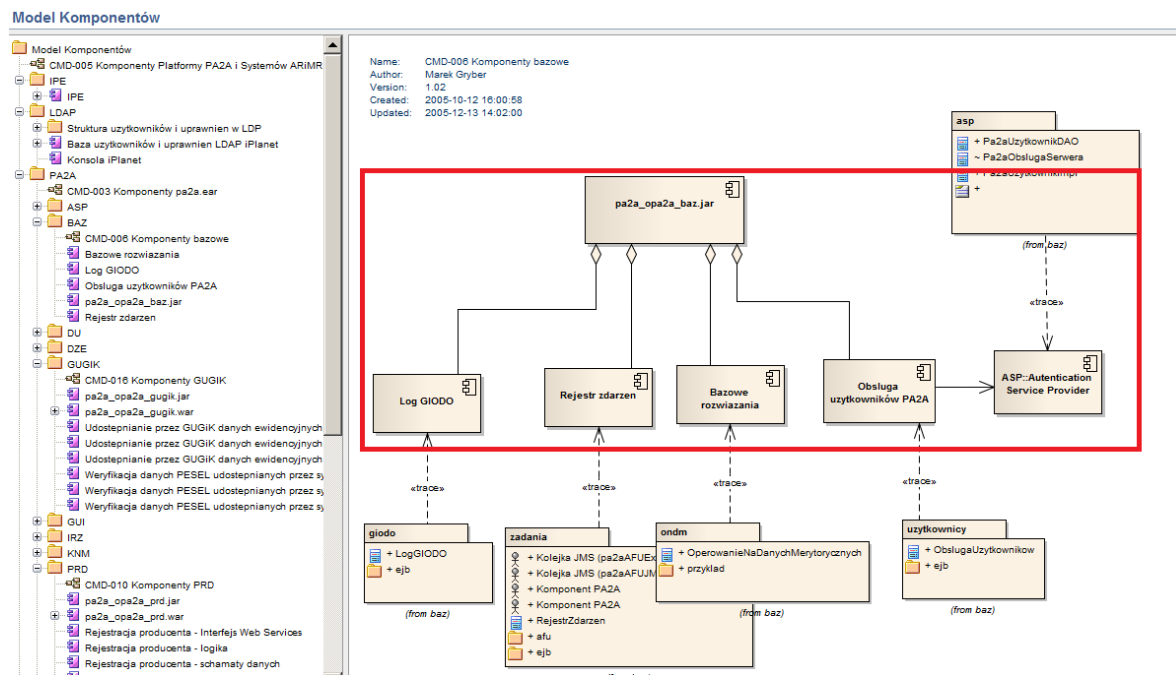 Model Komponentów
Model Komponentów
CMD-005 Komponenty Platformy PA2A i Systemów ARiMR
IPE
IPE
LDAP
Struktura uzytkowników i uprawnien w LDP
Baza uzytkowników i uprawnien LDAP iPlanet
Konsola iPlanet
PA2A
CMD-003 Komponenty pa2a.ear
ASP
BAZ
CMD-006 Komponenty bazowe
Bazowe rozwiazania
Log GIODO
Obsluga uzytkowników PA2A
pa2a_opa2a_baz.jar
Rejestr zdarzen
DU
DZE
GUGIK
CMD-016 Komponenty GUGIK
pa2a_opa2a_gugik.jar
pa2a_opa2a_gugik.war
Udostepnianie przez GUGiK danych ewidencyjnych
Udostepnianie przez GUGiK danych ewidencyjnych
Udostepnianie przez GUGiK danych ewidencyjnych
Weryfikacja danych PESEL udostepnianych przez sy
Weryfikacja danych PESEL udostepnianych przez sy
Weryfikacja danych PESEL udostepnianych przez sy
GUI
IRZ
KNM
PRD
CMD-010 Komponenty PRD
pa2a_opa2a_prd.jar
pa2a_opa2a_prd.war
Rejestracja producenta - Interfejs Web Services
Rejestracja producenta - logika
Rejestracja producenta - schamaty danych
Name: CMD-006 Komponenty bazowe
Author: Marek Gryber
Version: 1.02
Created: 2005-10-12 16:00:58
Updated: 2005-12-13 14:02:00
asp
+ Pa2aUzytkownikDAO
~ Pa2aObslugaSerwera
+ Pa2aUzytkownikImpl
+
(from baz)
pa2a_opa2a_baz.jar
«trace»
Log GIODO
Rejestr zdarzen
Bazowe
rozwiazania
Obsluga
uzytkowników PA2A
ASP::Autentication
Service Provider
«trace»
«trace»
«trace»
«trace»
giodo
+ LogGIODO
+ ejb
(from baz)
zadania
+ Kolejka JMS (pa2aAFUEx
+ Kolejka JMS (pa2aAFUJM
+ Komponent PA2A
+ Komponent PA2A
+ RejestrZdarzen
+ afu
+ ejb
ondm
+ OperowanieNaDanychMerytorycznych
+ przyklad
(from baz)
uzytkownicy
+ ObslugaUzytkownikow
+ ejb
(from baz)